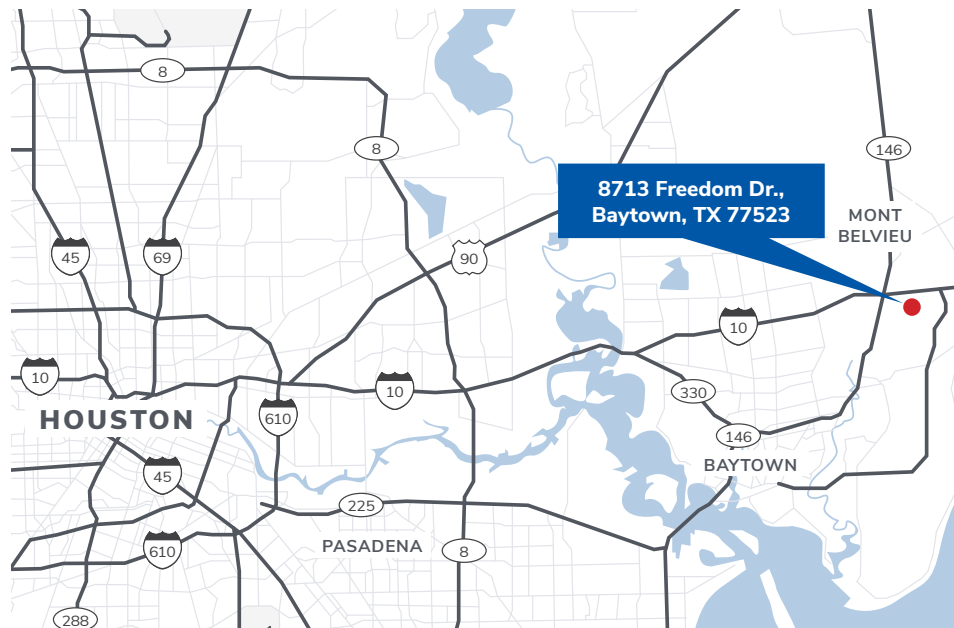 8
8
146
8713 Freedom Dr.,
Baytown, TX 77523
MONT
BELVIEU
45
69
90
10
10
10
330
HOUSTON
610
146
BAYTOWN
45
225
PASADENA
610
8
288